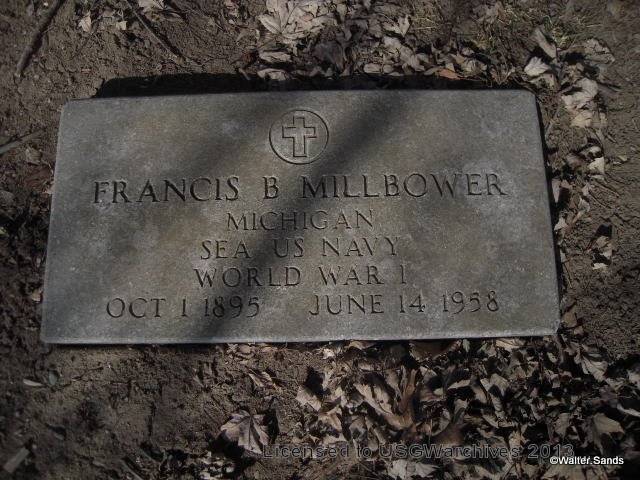 FRANCIS B MILLBOWER
MICHIGAN
SEA US NAVY
WORLD WAR I
OCT 1 1895 JUNE 14 1958
Licensed to USGWarchives 2013
©Walter.Sands